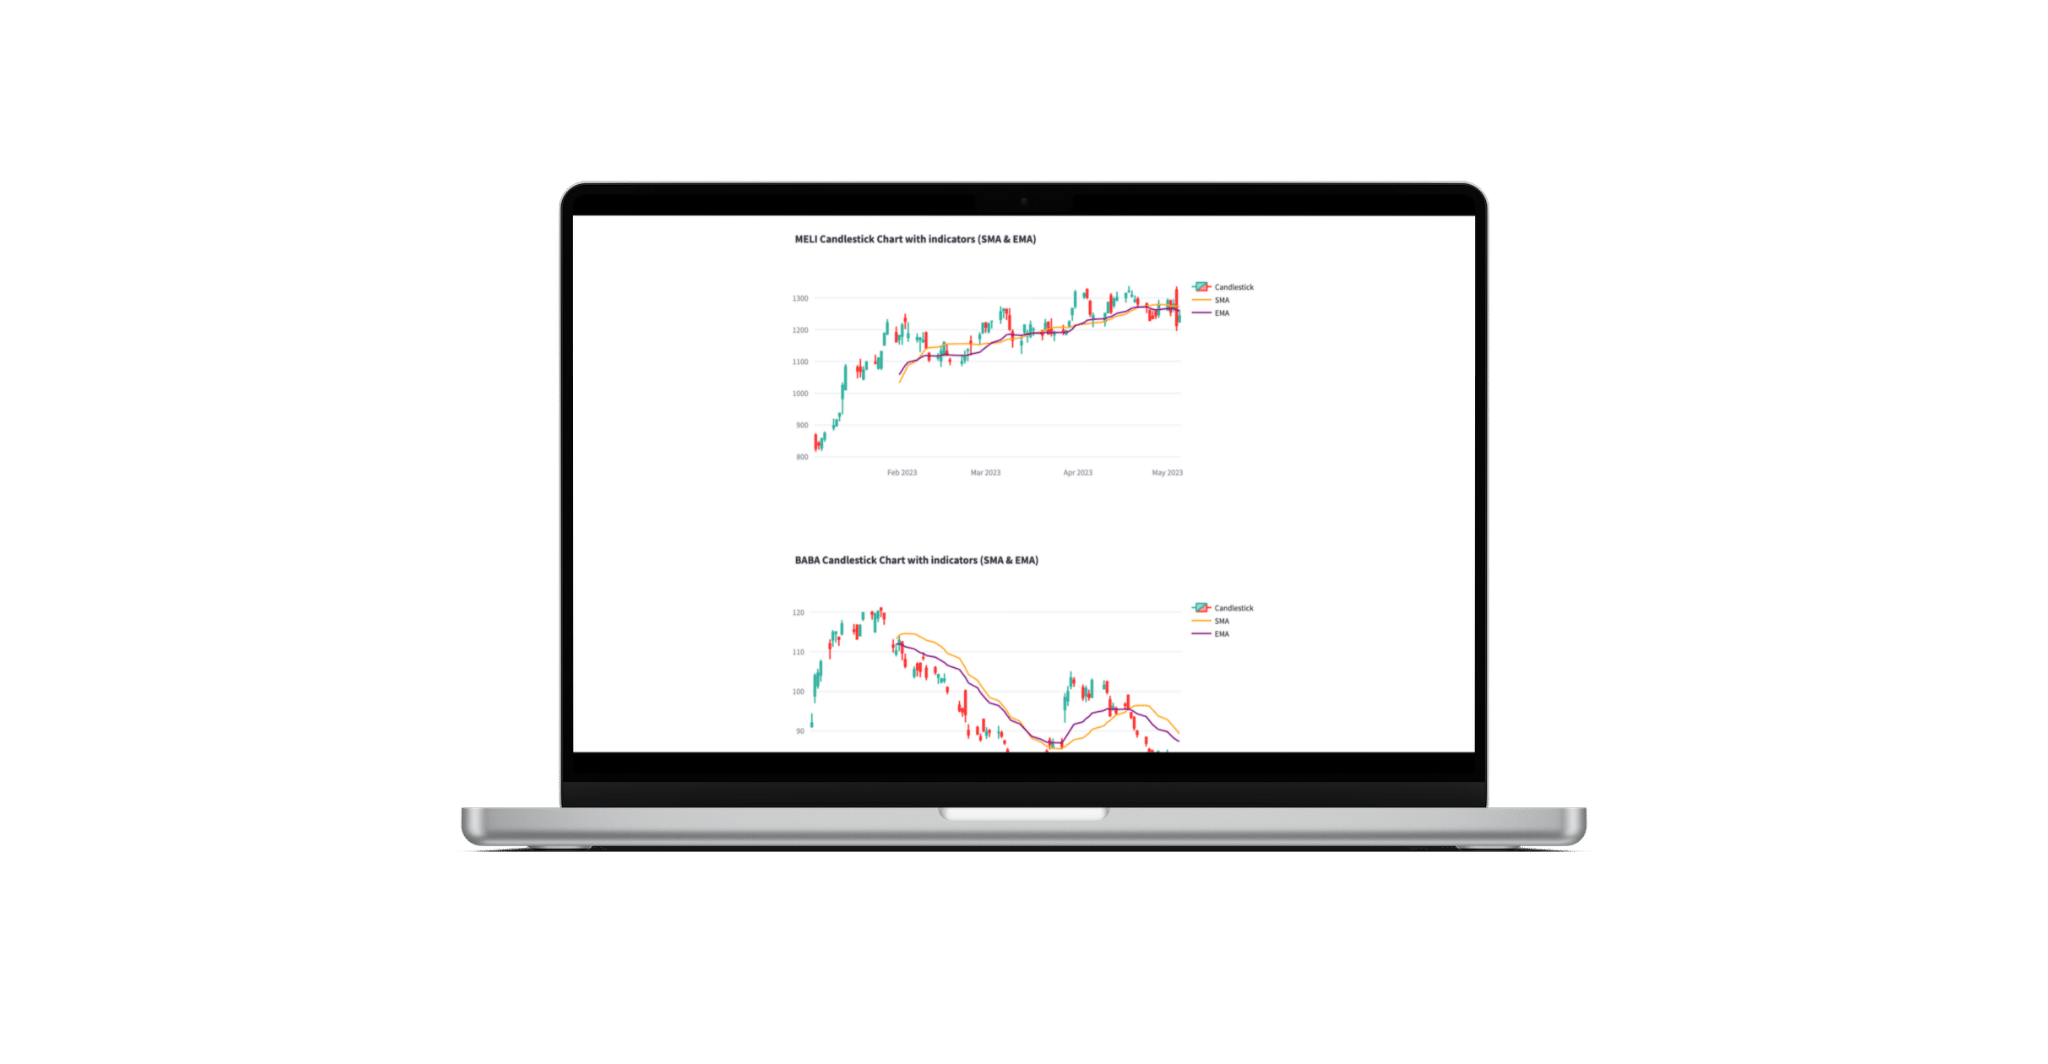 MELI Candlestick Chart with indicators (SMA & EMA)
1300
1200
1100
1000
900
800
Feb 2023 Mar 2023 Apr 2023 May 2023
Candlestick
SMA
EMA
BABA Candlestick Chart with indicators (SMA & EMA)
120
110
100
90
Candlestick
SMA
EMA